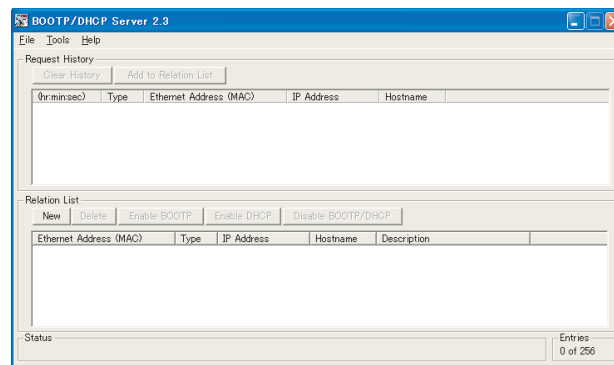 BOOTP/DHCP Server 2.3
File Tools Help
Request History
Clear History Add to Relation List
(hr:min:sec) Type Ethernet Address (MAC) IP Address Hostname
Relation List
New Delete Enable BOOTP Enable DHCP Disable BOOTP/DHCP
Ethernet Address (MAC) Type IP Address Hostname Description
Status Entries
0 of 256